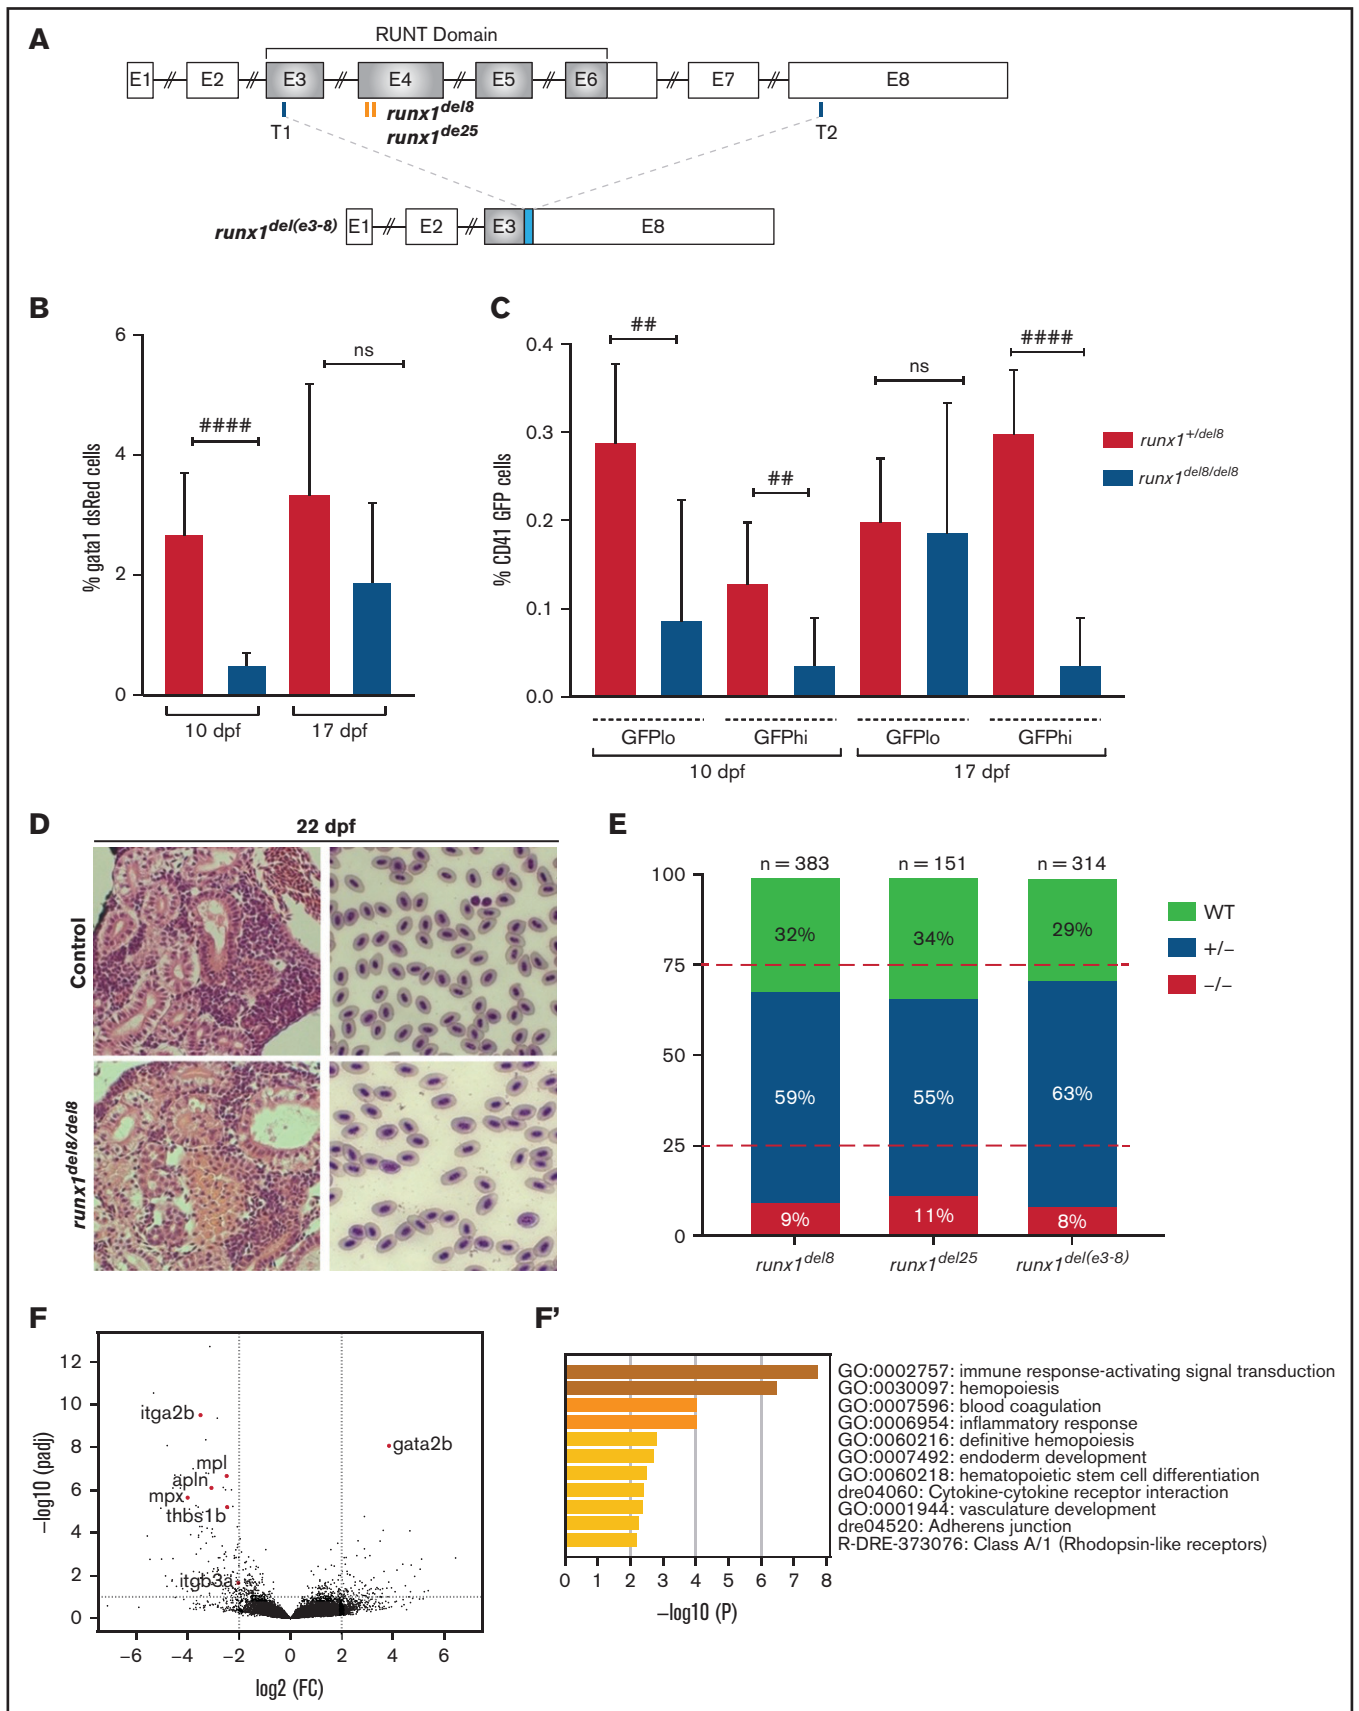 A
RUNT Domain
E1 E2 E3 E4 E5 E6 E7 E8
runx1del8
T1 runx1de25 T2
runx1del(e3-8) E1 E2 E3 E8
B
% gata1 dsRed cells
6
4
2
0
####
ns
10 dpf 17 dpf
C
% CD41 GFP cells
0.4
0.3
0.2
0.1
0.0
##
##
ns
####
GFPlo GFPhi GFPlo GFPhi
10 dpf 17 dpf
runx1+/del8
runx1del8/del8
D
22 dpf
Control
runx1del8/del8
E
n = 383 n = 151 n = 314
100
75
50
25
0
32% 34% 29%
59% 55% 63%
9% 11% 8%
runx1del8 runx1del25 runx1del(e3-8)
WT
+/–
–/–
F
–log10 (padj)
12
10
8
6
4
2
0
itga2b
gata2b
mpl
apln
mpx
thbs1b
itgb3a
–6 –4 –2 0 2 4 6
log2 (FC)
F'
GO:0002757: immune response-activating signal transduction
GO:0030097: hemopoiesis
GO:0007596: blood coagulation
GO:0006954: inflammatory response
GO:0060216: definitive hemopoiesis
GO:0007492: endoderm development
GO:0060218: hematopoietic stem cell differentiation
dre04060: Cytokine-cytokine receptor interaction
GO:0001944: vasculature development
dre04520: Adherens junction
R-DRE-373076: Class A/1 (Rhodopsin-like receptors)
0 1 2 3 4 5 6 7 8
–log10 (P)